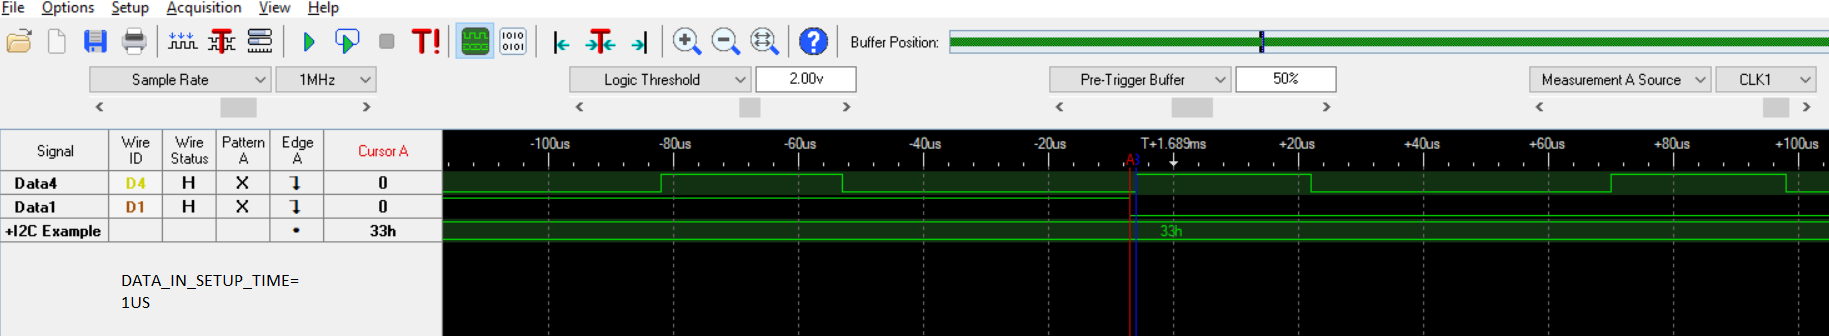 File Options Setup Acquisition View Help
1010 0101 Buffer Position:
Sample Rate 1MHz Logic Threshold 2.00v Pre-Trigger Buffer 50% Measurement A Source CLK1
Signal Wire ID Wire Status Pattern A Edge A Cursor A
-100us -80us -60us -40us -20us T+1.689ms +20us +40us +60us +80us +100us
Data4 D4 H X 0
Data1 D1 H X 0
+I2C Example 33h 33h
DATA_IN_SETUP_TIME=
1US